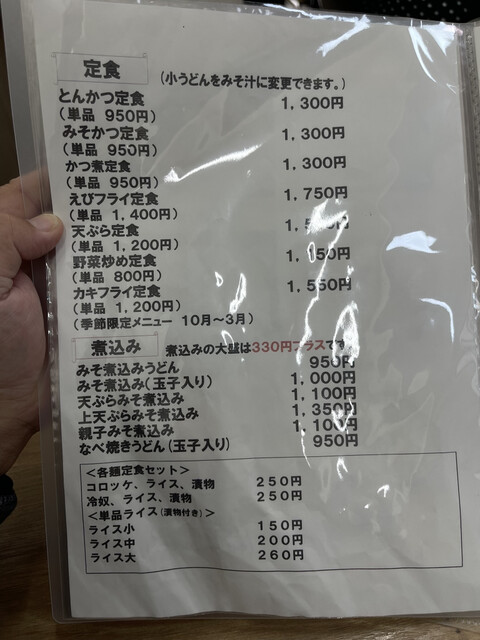 定食
(小うどんをみそ汁に変更できます。)
とんかつ定食 1,300円
(単品 950円)
みそかつ定食 1,300円
(単品 950円)
かつ煮定食 1,300円
(単品 950円)
えびフライ定食 1,750円
(単品 1,400円)
天ぷら定食
(単品 1,200円)
野菜炒め定食 1,150円
(単品 800円)
カキフライ定食 1,550円
(単品 1,200円)
(季節限定メニュー 10月~3月)
煮込み
煮込みの大盛は330円プラスです
みそ煮込みうどん 950円
みそ煮込み(玉子入り) 1,000円
天ぷらみそ煮込み 1,100円
上天ぷらみそ煮込み 1,350円
親子みそ煮込み 1,100円
なべ焼きうどん(玉子入り) 950円
<各麺定食セット>
コロッケ、ライス、漬物 250円
冷奴、ライス、漬物 250円
<単品ライス(漬物付き)>
ライス小 150円
ライス中 200円
ライス大 260円